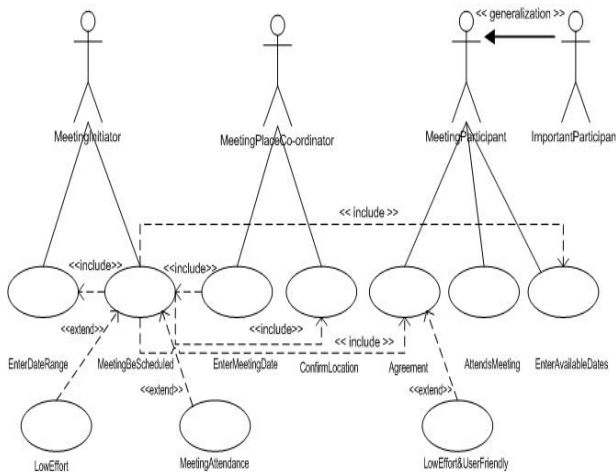 << generalization >>
MeetingInitiator
MeetingPlaceCo-ordinator
MeetingParticipant
ImportantParticipan
<< include >>
<<include>>
<<include>>
<<extend>>
<<include>>
<< include >>
EnterDateRange
MeetingBeScheduled
EnterMeetingDate
ConfirmLocation
Agreement
AttendsMeeting
EnterAvailableDates
<<extend>>
<<extend>>
LowEffort
MeetingAttendance
LowEffort&UserFriendly